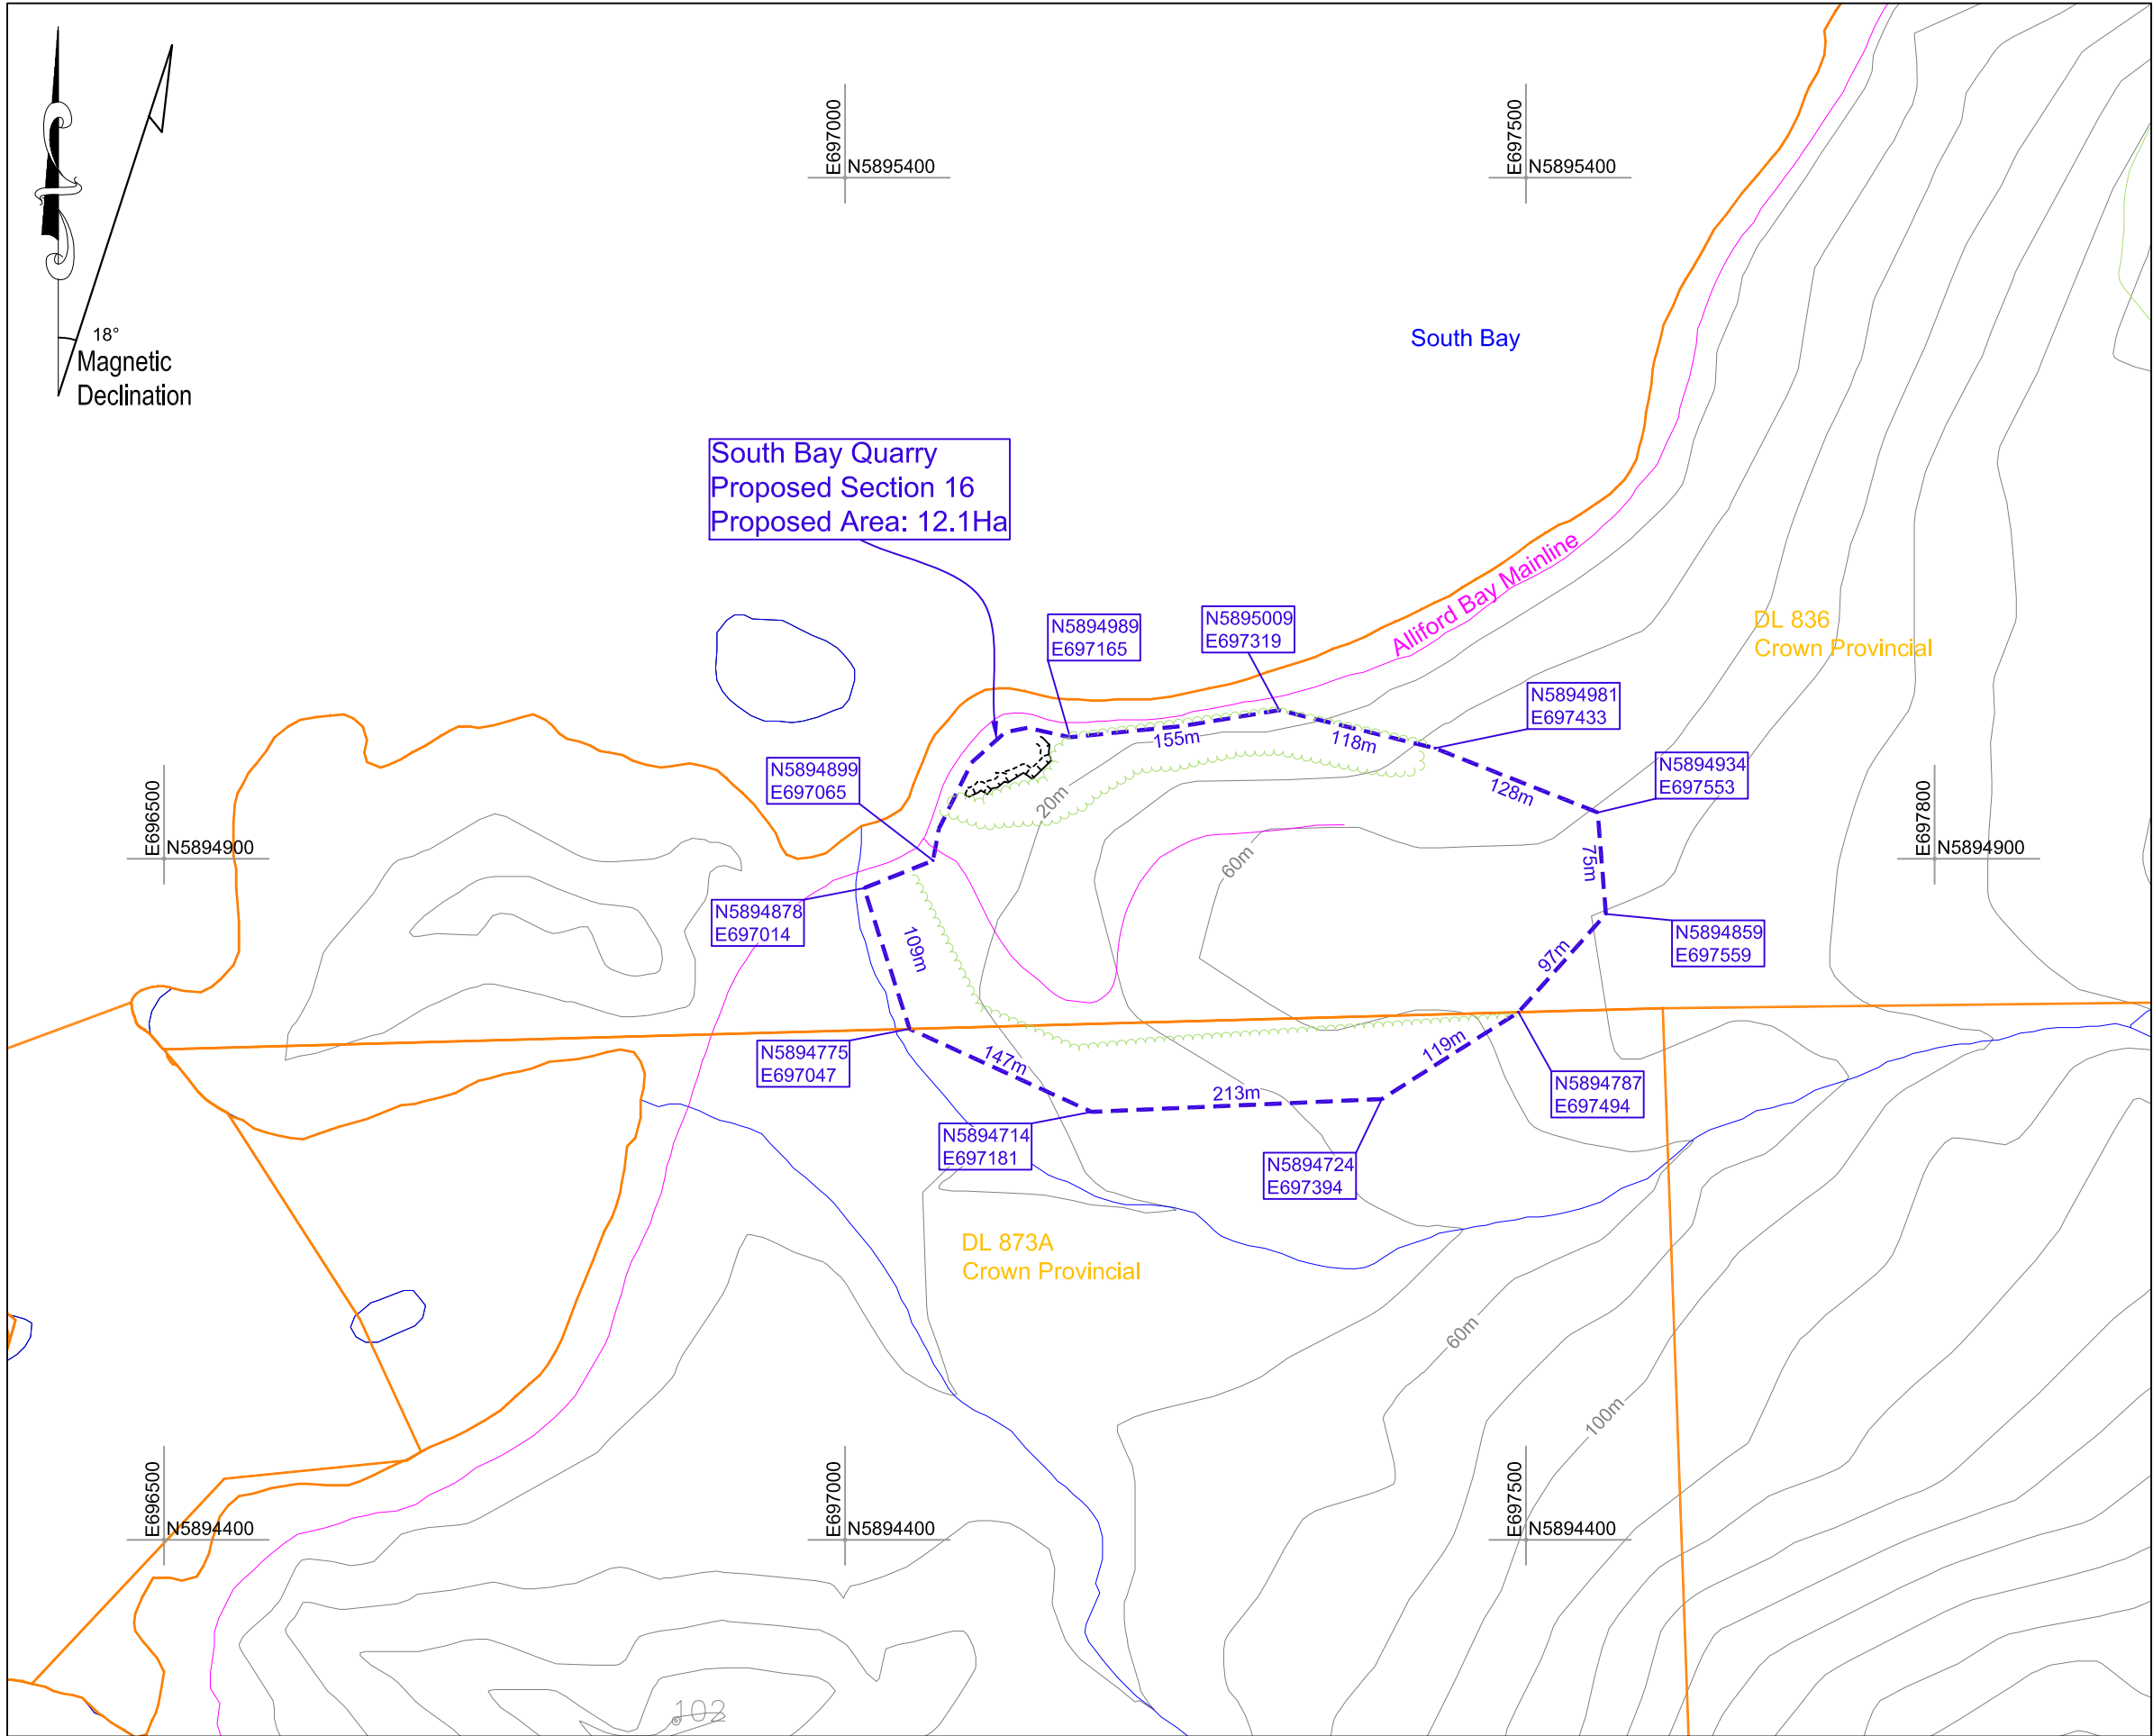 E697000
N5895400
E697500
N5895400
18°
Magnetic
Declination
South Bay
South Bay Quarry
Proposed Section 16
Proposed Area: 12.1Ha
Alliford Bay Mainline
DL 836
Crown Provincial
N5894989
E697165
N5895009
E697319
N5894981
E697433
N5894934
E697553
N5894899
E697065
155m
118m
128m
20m
60m
75m
E696500
N5894900
E697800
N5894900
N5894878
E697014
109m
97m
N5894859
E697559
N5894775
E697047
147m
213m
119m
N5894787
E697494
N5894714
E697181
N5894724
E697394
DL 873A
Crown Provincial
60m
100m
E696500
N5894400
E697000
N5894400
E697500
N5894400
102